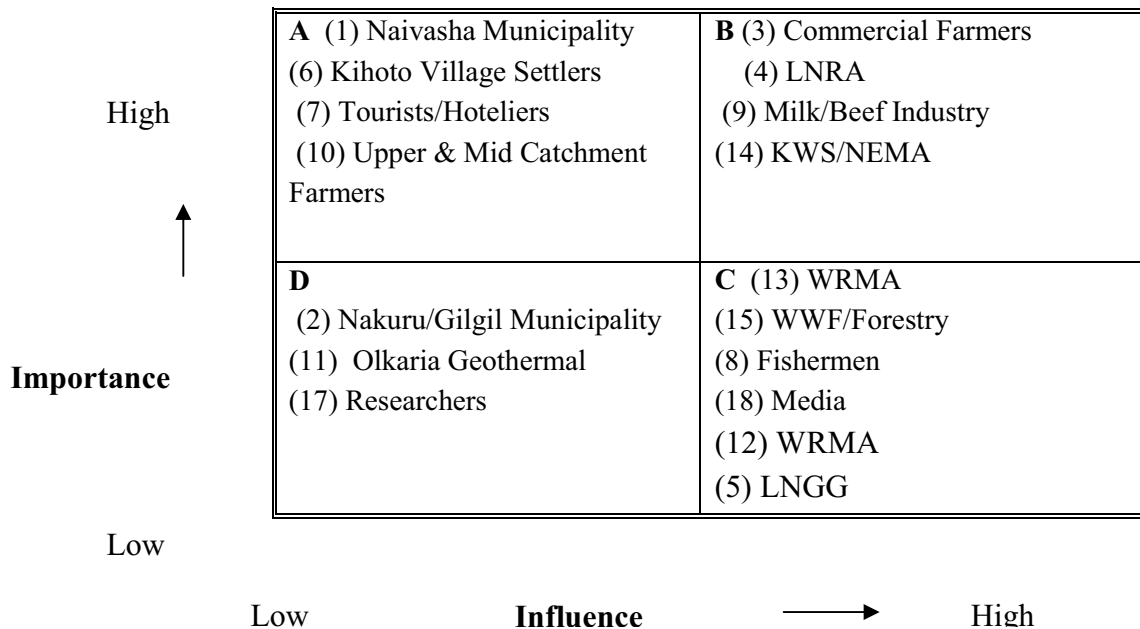 A (1) Naivasha Municipality
(6) Kihoto Village Settlers
(7) Tourists/Hoteliers
(10) Upper & Mid Catchment
Farmers
B (3) Commercial Farmers
(4) LNRA
(9) Milk/Beef Industry
(14) KWS/NEMA
High
D
(2) Nakuru/Gilgil Municipality
(11) Olkaria Geothermal
(17) Researchers
C (13) WRMA
(15) WWF/Forestry
(8) Fishermen
(18) Media
(12) WRMA
(5) LNGG
Importance
Low
Low Influence High